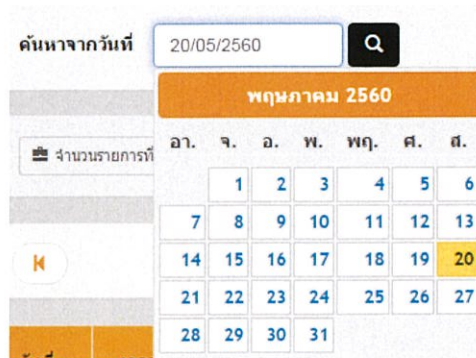 ค้นหาจากวันที่ 20/05/2560
พฤษภาคม 2560
อา. จ. อ. พ. พฤ. ศ. ส.
1 2 3 4 5 6
จำนวนรายการที่
7 8 9 10 11 12 13
14 15 16 17 18 19 20
21 22 23 24 25 26 27
28 29 30 31